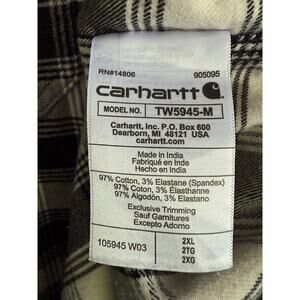 RN#14806 905095
carhartt
MODEL NO. TW5945-M
Carhartt, Inc. P.O. Box 600
Dearborn, MI 48121 USA
carhartt.com
Made in India
Fabriqué en Inde
Hecho en India
97% Cotton, 3% Elastane (Spandex)
97% Coton, 3% Élasthanne
97% Algodón, 3% Elastano
Exclusive Trimming
Sauf Garnitures
Excepto Adorno
105945 W03 2XL
2TG
2XG